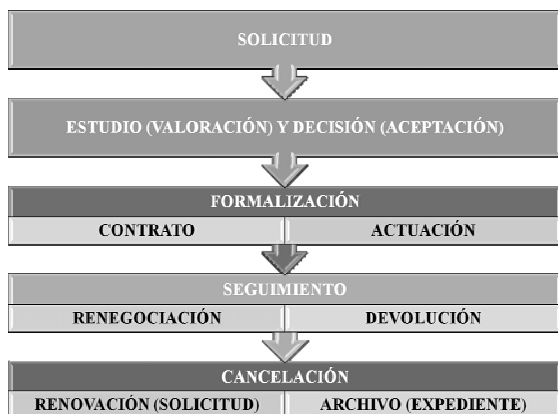 SOLICITUD
ESTUDIO (VALORACIÓN) Y DECISIÓN (ACEPTACIÓN)
FORMALIZACIÓN
CONTRATO ACTUACIÓN
SEGUIMIENTO
RENEGOCIACIÓN DEVOLUCIÓN
CANCELACIÓN
RENOVACIÓN (SOLICITUD) ARCHIVO (EXPEDIENTE)